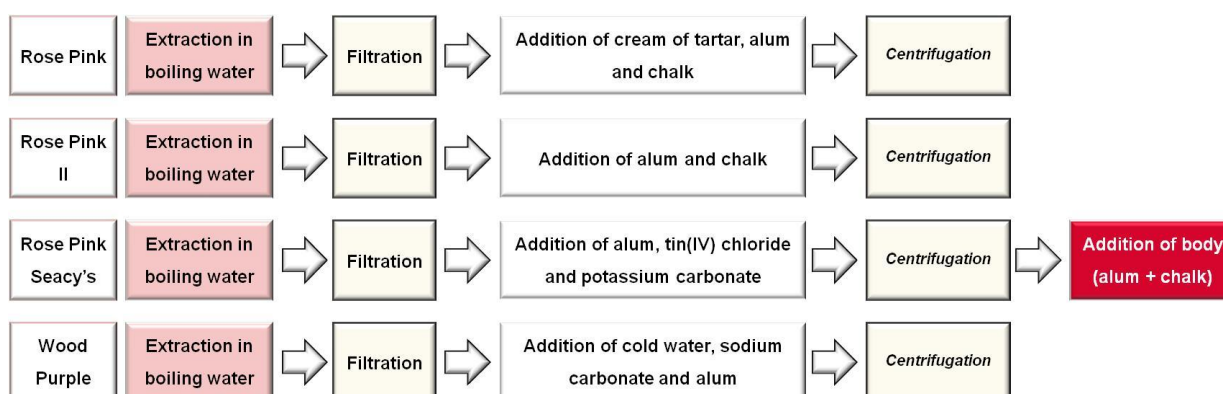 Rose Pink
Extraction in
boiling water
Filtration
Addition of cream of tartar, alum
and chalk
Centrifugation
Rose Pink
II
Extraction in
boiling water
Filtration
Addition of alum and chalk
Centrifugation
Rose Pink
Seacy's
Extraction in
boiling water
Filtration
Addition of alum, tin(IV) chloride
and potassium carbonate
Centrifugation
Addition of body
(alum + chalk)
Wood
Purple
Extraction in
boiling water
Filtration
Addition of cold water, sodium
carbonate and alum
Centrifugation